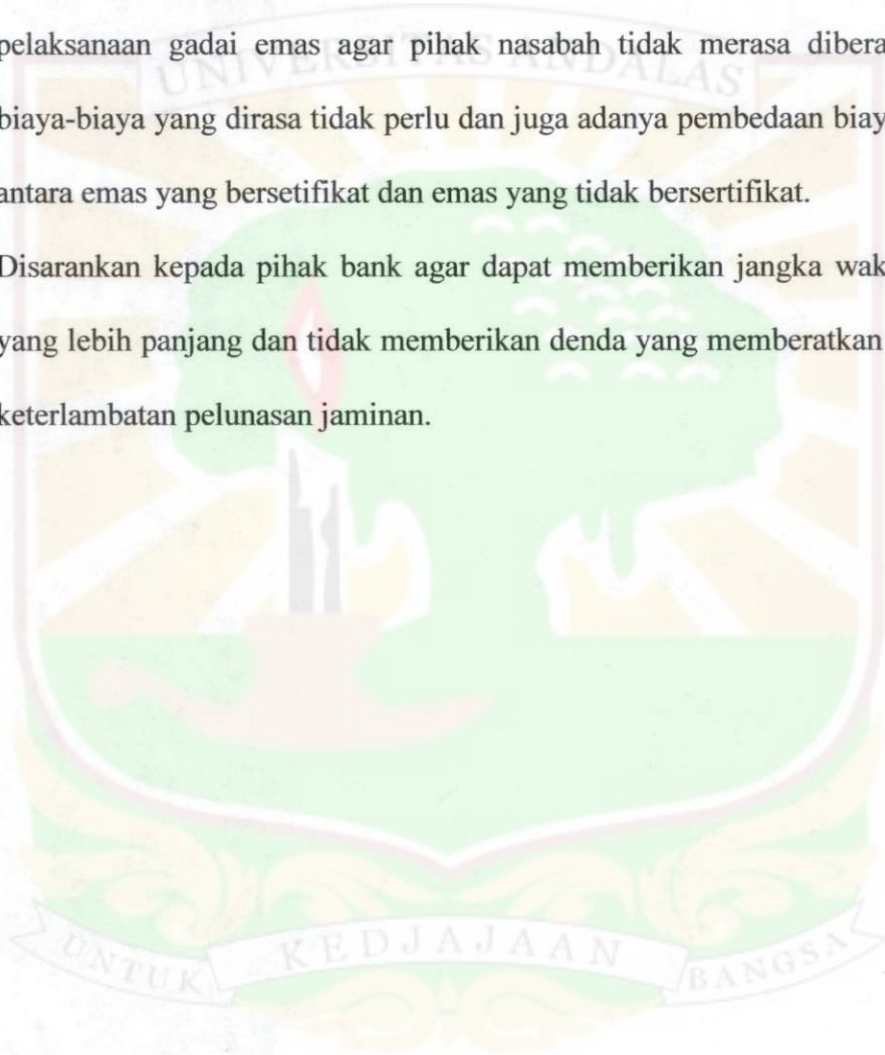 UNIVERSITAS ANDALAS
pelaksanaan gadai emas agar pihak nasabah tidak merasa dibera
biaya-biaya yang dirasa tidak perlu dan juga adanya pembedaan biay
antara emas yang bersetifikat dan emas yang tidak bersertifikat.
Disarankan kepada pihak bank agar dapat memberikan jangka wak
yang lebih panjang dan tidak memberikan denda yang memberatkan
keterlambatan pelunasan jaminan.
UNTUK KEDJAJAAN BANGSA